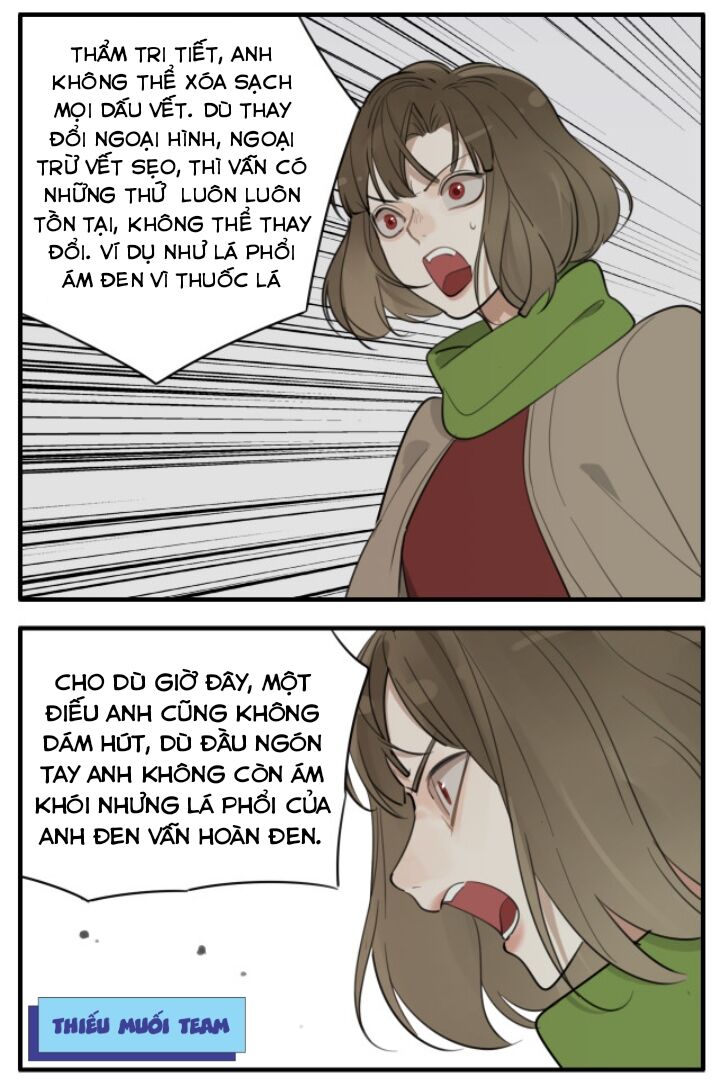 THẨM TRI TIẾT, ANH
KHÔNG THỂ XÓA SẠCH
MỌI DẤU VẾT. DÙ THAY
ĐỔI NGOẠI HÌNH, NGOẠI
TRỪ VẾT SẸO, THÌ VẪN CÓ
NHỮNG THỨ LUÔN LUÔN
TỒN TẠI, KHÔNG THỂ THAY
ĐỔI. VÍ DỤ NHƯ LÁ PHỔI
ÁM ĐEN VÌ THUỐC LÁ
CHO DÙ GIỜ ĐÂY, MỘT
ĐIẾU ANH CŨNG KHÔNG
DÁM HÚT, DÙ ĐẦU NGÓN
TAY ANH KHÔNG CÒN ÁM
KHÓI NHƯNG LÁ PHỔI CỦA
ANH ĐEN VẪN HOÀN ĐEN.
THIẾU MUỐI TEAM